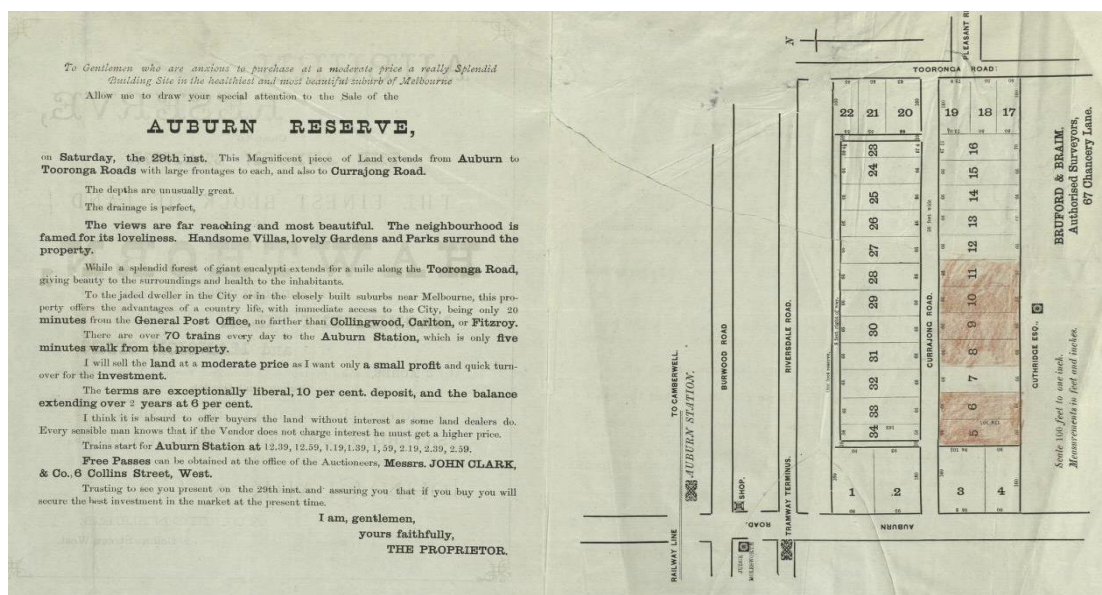 To Gentlemen who are anxious to purchase at a moderate price a really Splendid
Building Site in the healthiest and most beautiful suburb of Melbourne
Allow me to draw your special attention to the Sale of the
AUBURN RESERVE,
on Saturday, the 29th inst. This Magnificent piece of Land extends from Auburn to
Tooronga Roads with large frontages to each, and also to Currajong Road.
The depths are unusually great.
The drainage is perfect,
The views are far reaching and most beautiful. The neighbourhood is
famed for its loveliness. Handsome Villas, lovely Gardens and Parks surround the
property.
While a splendid forest of giant eucalypti extends for a mile along the Tooronga Road,
giving beauty to the surroundings and health to the inhabitants.
To the jaded dweller in the City or in the closely built suburbs near Melbourne, this pro-
perty offers the advantages of a country life, with immediate access to the City, being only 20
minutes from the General Post Office, no farther than Collingwood, Carlton, or Fitzroy.
There are over 70 trains every day to the Auburn Station, which is only five
minutes walk from the property.
I will sell the land at a moderate price as I want only a small profit and quick turn-
over for the investment.
The terms are exceptionally liberal, 10 per cent. deposit, and the balance
extending over 2 years at 6 per cent.
I think it is absurd to offer buyers the land without interest as some land dealers do.
Every sensible man knows that if the Vendor does not charge interest he must get a higher price.
Trains start for Auburn Station at 12.39, 12.59, 1.19, 1.39, 1,59, 2.19, 2.39, 2.59.
Free Passes can be obtained at the office of the Auctioneers, Messrs. JOHN CLARK,
& Co., 6 Collins Street, West.
Trusting to see you present on the 29th inst. and assuring you that if you buy you will
secure the best investment in the market at the present time.
I am, gentlemen,
yours faithfully,
THE PROPRIETOR.
N
PLEASANT
TOORONGA ROAD:
22 21 20
19 18 17
23
24
25
26
27
28
29
30
31
32
33
34
16
15
14
13
12
11
10
9
8
7
6
5
1 2
3 4
CURRAJONG ROAD.
AUBURN
ROAD.
RAILWAY LINE
TO CAMBERWELL
AUBURN STATION.
BURWOOD ROAD
SHOP.
RIVERSDALE ROAD.
TRAMWAY TERMINUS.
GUTHRIDGE ESQ.,
BRUFORD & BRAIM,
Authorised Surveyors,
67 Chancery Lane.
Scale 100 feet to one inch.
Measurements in feet and inches.